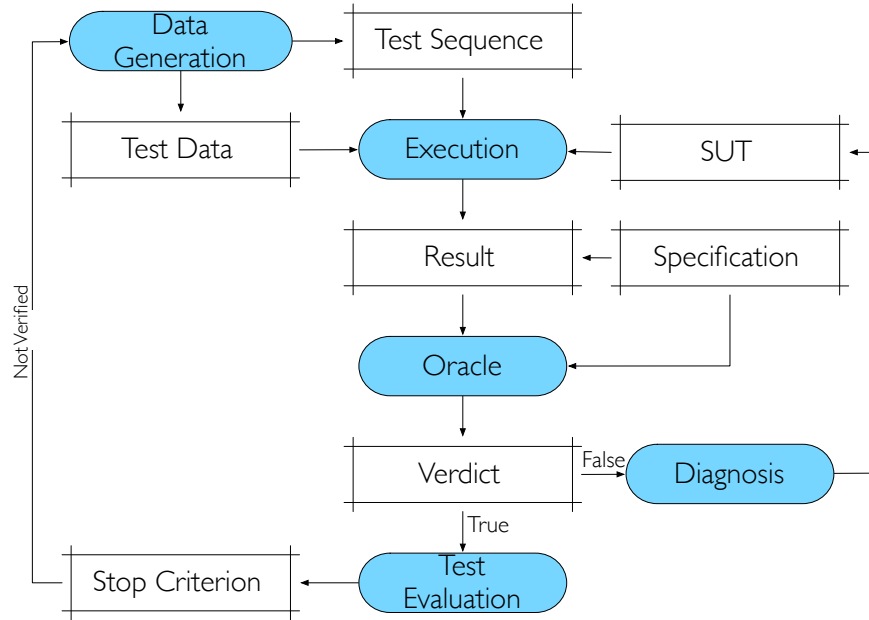 Data
Generation
Test Sequence
Test Data
Execution
SUT
Result
Specification
Not Verified
Oracle
Verdict
False
Diagnosis
True
Stop Criterion
Test
Evaluation